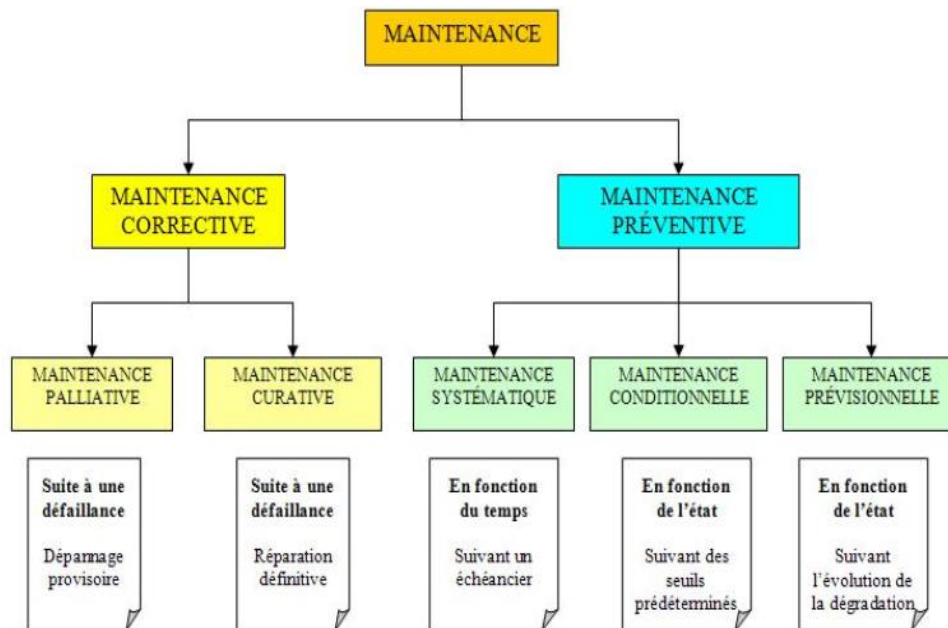 MAINTENANCE
MAINTENANCE
CORRECTIVE
MAINTENANCE
PRÉVENTIVE
MAINTENANCE
PALLIATIVE
MAINTENANCE
CURATIVE
MAINTENANCE
SYSTÉMATIQUE
MAINTENANCE
CONDITIONNELLE
MAINTENANCE
PRÉVISIONNELLE
Suite à une
défaillance
Dépannage
provisoire
Suite à une
défaillance
Réparation
définitive
En fonction
du temps
Suivant un
échéancier
En fonction
de l'état
Suivant des
seuils
prédéterminés
En fonction
de l'état
Suivant
l'évolution de
la dégradation